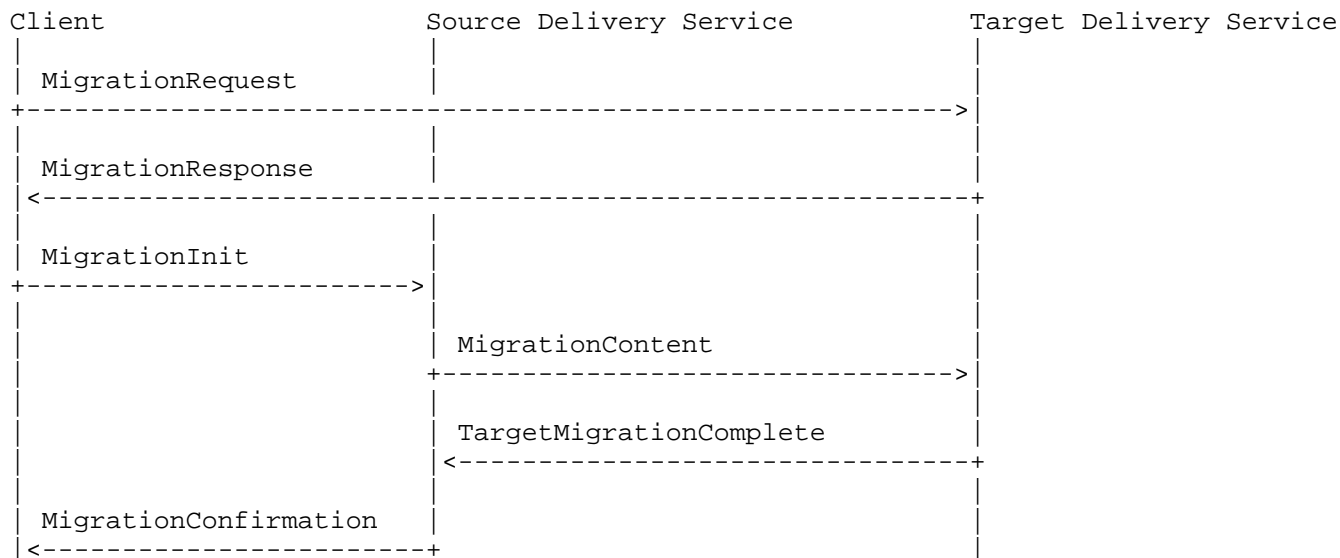 Client Source Delivery Service Target Delivery Service
MigrationRequest
MigrationResponse
MigrationInit
MigrationContent
TargetMigrationComplete
MigrationConfirmation